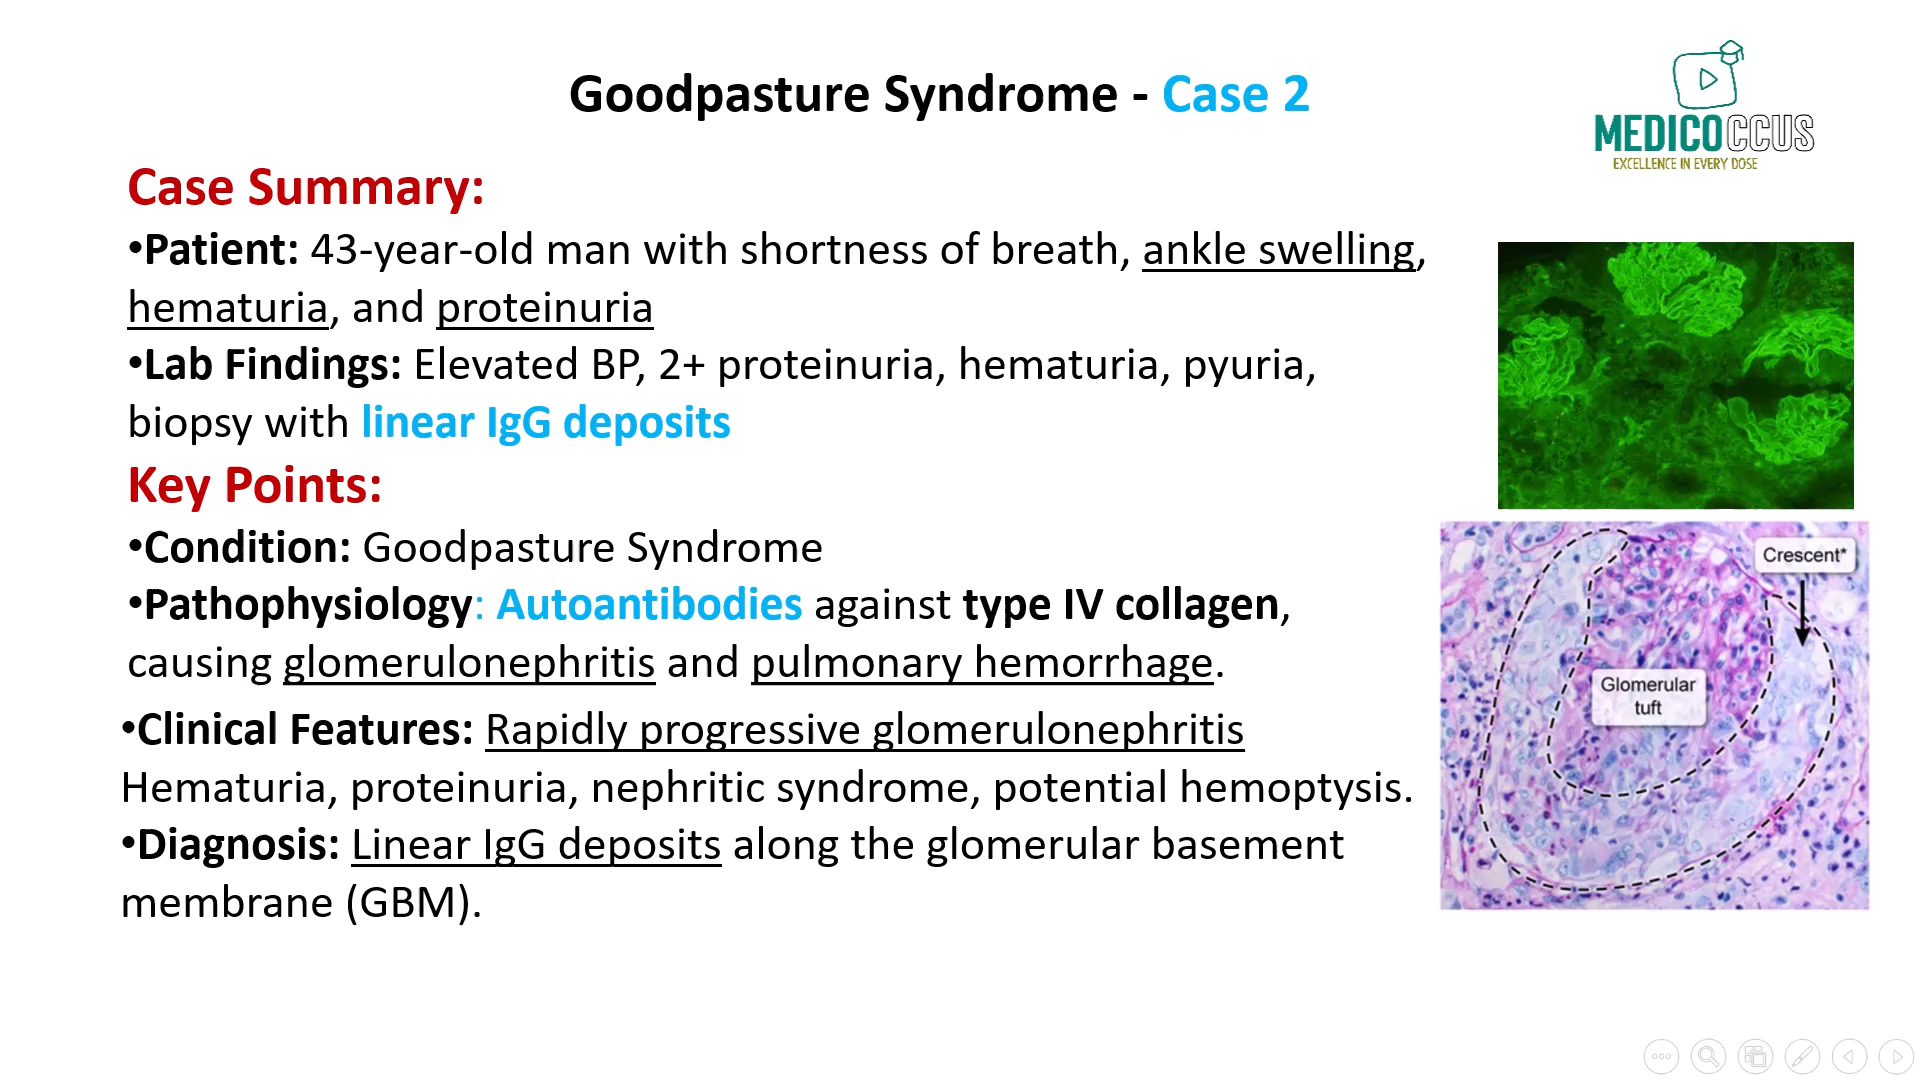 Goodpasture Syndrome - Case 2
MEDICOCCUS
EXCELLENCE IN EVERY DOSE
Case Summary:
•Patient: 43-year-old man with shortness of breath, ankle swelling,
hematuria, and proteinuria
•Lab Findings: Elevated BP, 2+ proteinuria, hematuria, pyuria,
biopsy with linear IgG deposits
Key Points:
•Condition: Goodpasture Syndrome
•Pathophysiology: Autoantibodies against type IV collagen,
causing glomerulonephritis and pulmonary hemorrhage.
•Clinical Features: Rapidly progressive glomerulonephritis
Hematuria, proteinuria, nephritic syndrome, potential hemoptysis.
•Diagnosis: Linear IgG deposits along the glomerular basement
membrane (GBM).
Crescent*
Glomerular
tuft